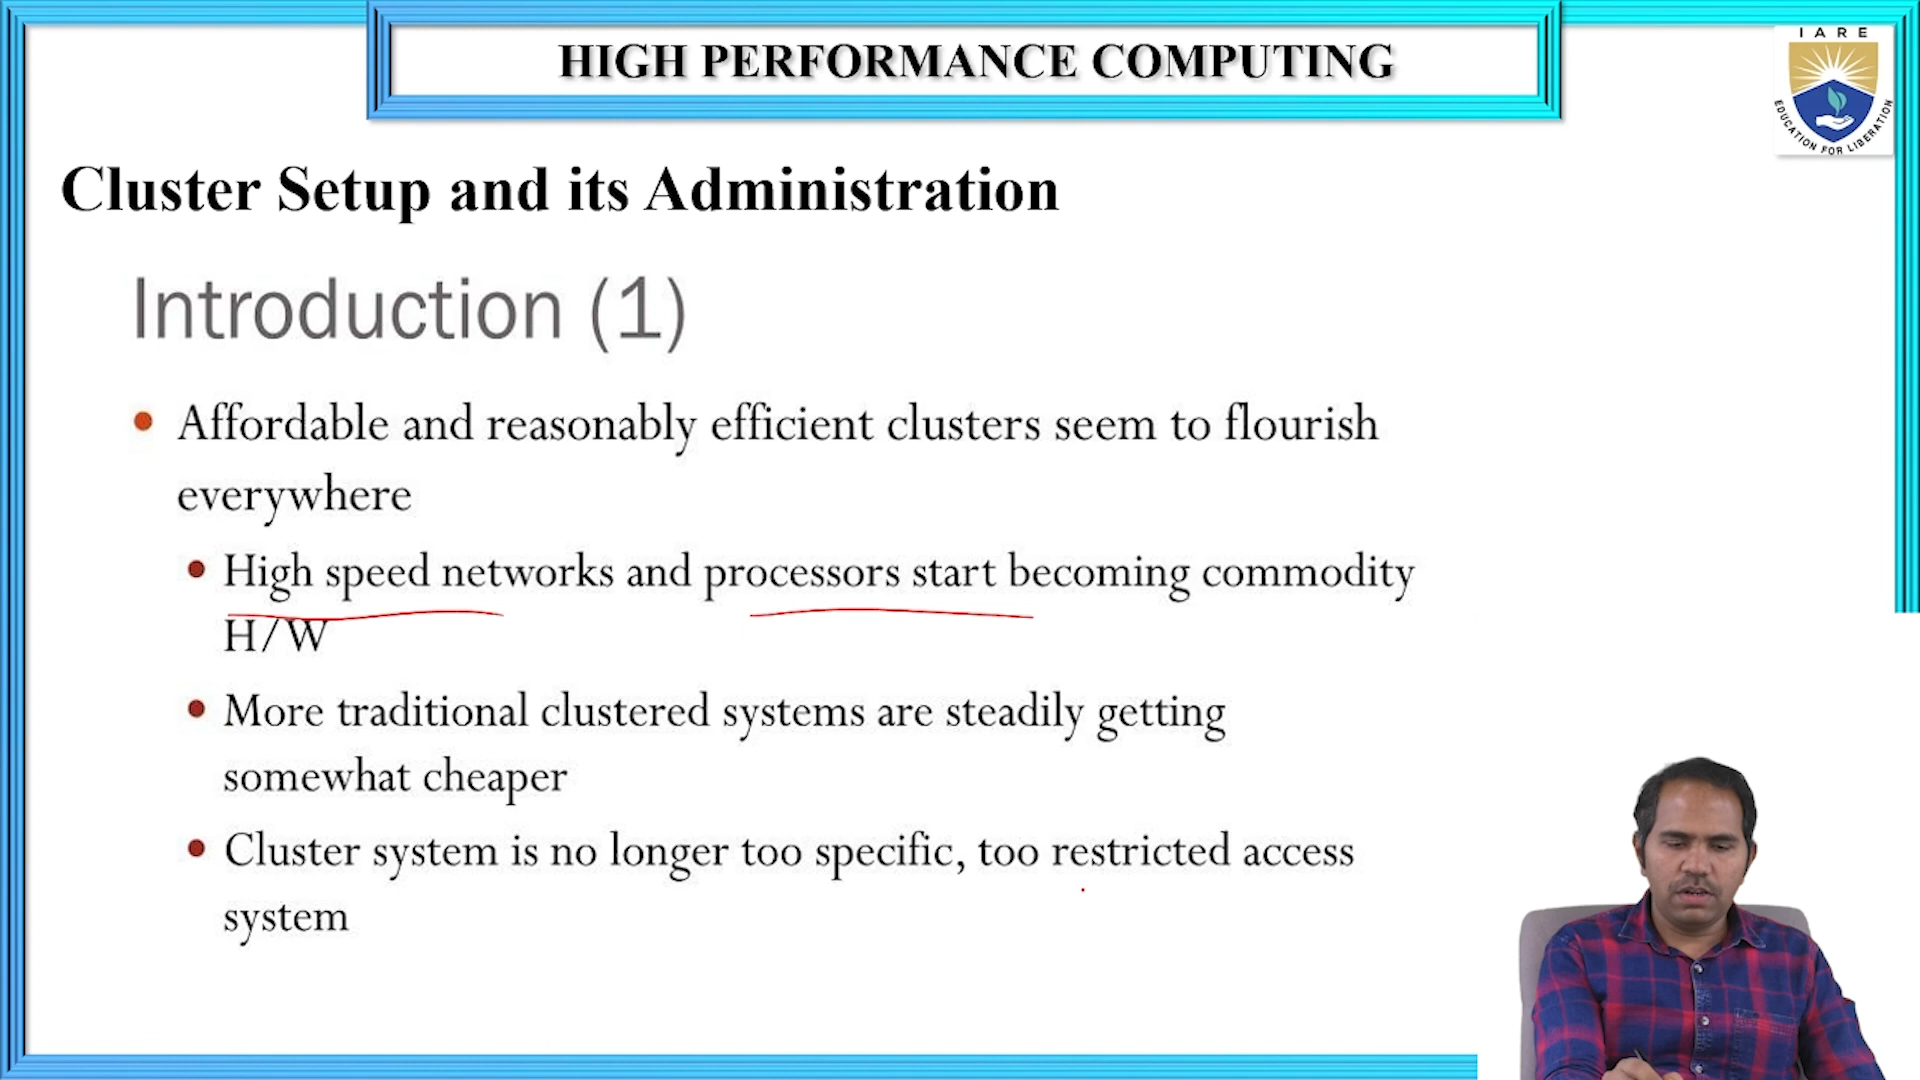 HIGH PERFORMANCE COMPUTING
IARE
EDUCATION FOR LIBERATION
Cluster Setup and its Administration
Introduction (1)
• Affordable and reasonably efficient clusters seem to flourish
everywhere
• High speed networks and processors start becoming commodity
H/W
• More traditional clustered systems are steadily getting
somewhat cheaper
• Cluster system is no longer too specific, too restricted access
system